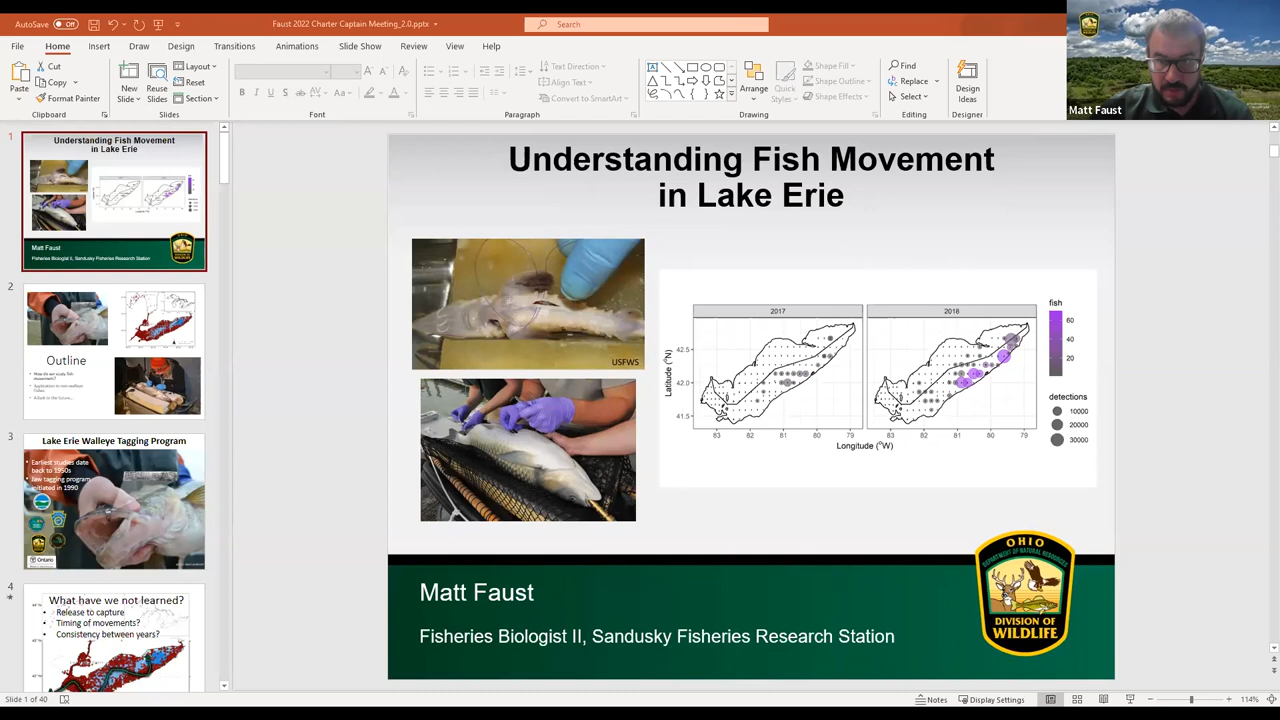 AutoSave Off
Faust 2022 Charter Captain Meeting_2.0.pptx
Search
File Home Insert Draw Design Transitions Animations Slide Show Review View Help
Paste
Cut
Copy
Format Painter
Clipboard
New Slide
Reuse Slides
Layout
Reset
Section
Slides
B I U S ab AV Aa A
Font
Text Direction
Align Text
Convert to SmartArt
Paragraph
Arrange
Quick Styles
Shape Fill
Shape Outline
Shape Effects
Drawing
Find
Replace
Select
Editing
Design Ideas
Designer
Matt Faust
1
Understanding Fish Movement
in Lake Erie
Matt Faust
Fisheries Biologist II, Sandusky Fisheries Research Station
2
Outline
How do we study fish movement?
3
Lake Erie Walleye Tagging Program
Earliest studies date
back to 1950s
Jaw tagging program
initiated in 1990
Ontario
4
What have we not learned?
Release to capture
Timing of movements?
Consistency between years?
Understanding Fish Movement
in Lake Erie
USFWS
2017 2018
Latitude (°N)
42.5
42.0
41.5
83 82 81 80 79 83 82 81 80 79
Longitude (°W)
fish
60
40
20
detections
10000
20000
30000
OHIO
DEPARTMENT OF NATURAL RESOURCES
DIVISION OF
WILDLIFE
Matt Faust
Fisheries Biologist II, Sandusky Fisheries Research Station
Slide 1 of 40
Notes
Display Settings
114%